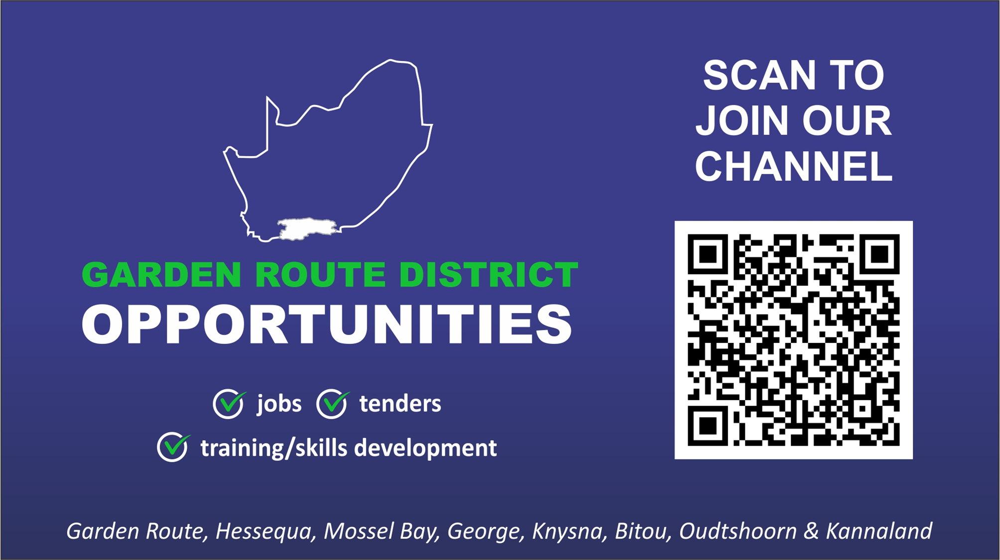 GARDEN ROUTE DISTRICT
OPPORTUNITIES
jobs tenders
training/skills development
SCAN TO
JOIN OUR
CHANNEL
Garden Route, Hessequa, Mossel Bay, George, Knysna, Bitou, Oudtshoorn & Kannaland